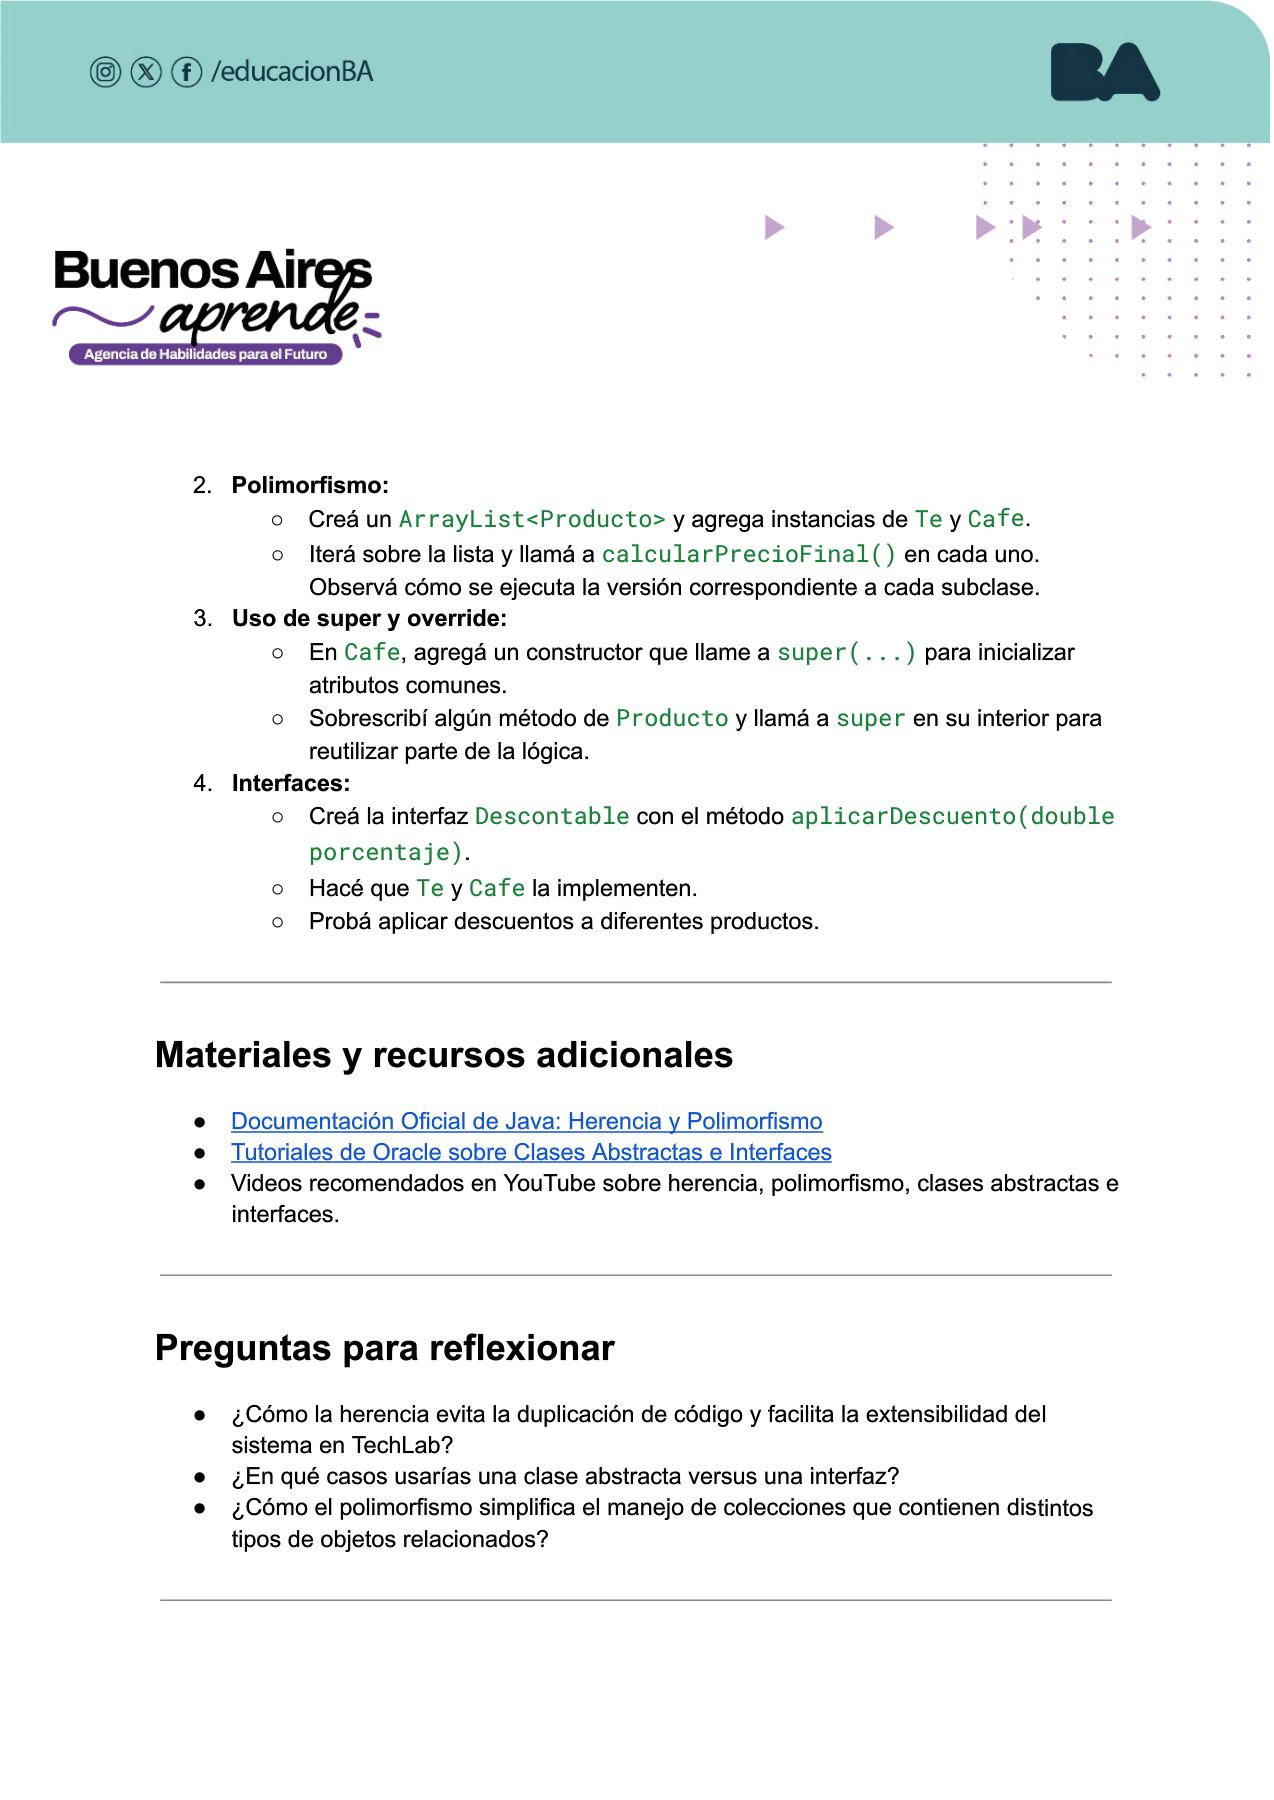 /educacionBA
BA
Buenos Aires
aprende
Agencia de Habilidades para el Futuro
2. Polimorfismo:
○ Creá un ArrayList<Producto> y agrega instancias de Te y Cafe.
○ Iterá sobre la lista y llamá a calcularPrecioFinal() en cada uno.
Observá cómo se ejecuta la versión correspondiente a cada subclase.
3. Uso de super y override:
○ En Cafe, agregá un constructor que llame a super(...) para inicializar
atributos comunes.
○ Sobrescribí algún método de Producto y llamá a super en su interior para
reutilizar parte de la lógica.
4. Interfaces:
○ Creá la interfaz Descontable con el método aplicarDescuento(double
porcentaje).
○ Hacé que Te y Cafe la implementen.
○ Probá aplicar descuentos a diferentes productos.
Materiales y recursos adicionales
● Documentación Oficial de Java: Herencia y Polimorfismo
● Tutoriales de Oracle sobre Clases Abstractas e Interfaces
● Videos recomendados en YouTube sobre herencia, polimorfismo, clases abstractas e
interfaces.
Preguntas para reflexionar
● ¿Cómo la herencia evita la duplicación de código y facilita la extensibilidad del
sistema en TechLab?
● ¿En qué casos usarías una clase abstracta versus una interfaz?
● ¿Cómo el polimorfismo simplifica el manejo de colecciones que contienen distintos
tipos de objetos relacionados?